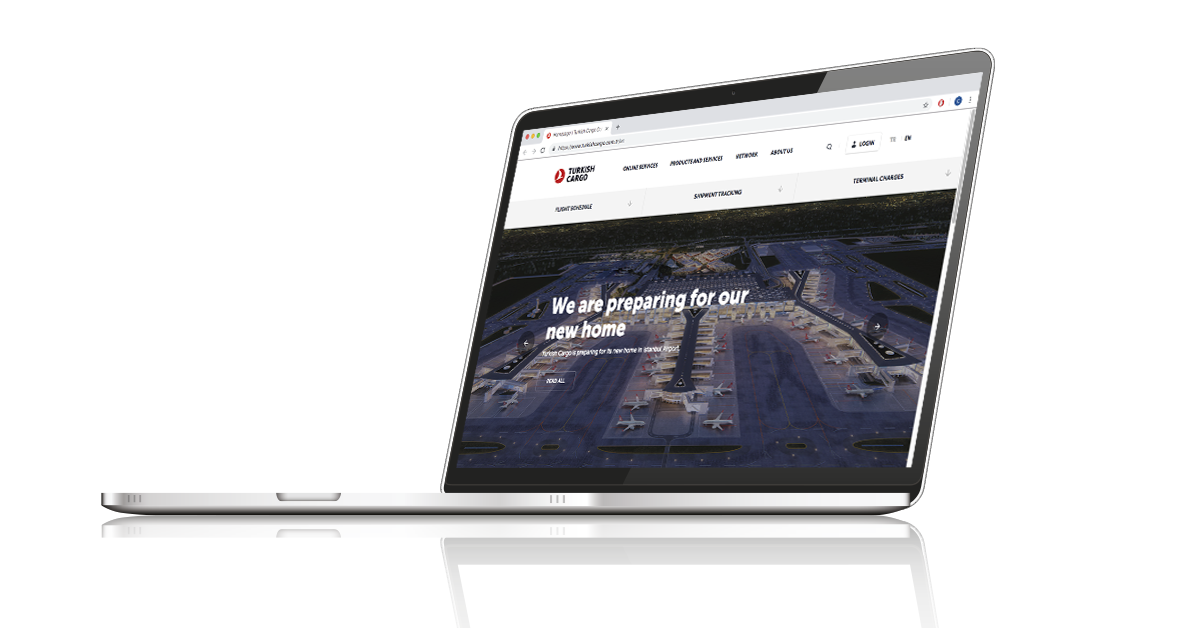 Homepage | Turkish Cargo
https://www.turkishcargo.com.tr/en
TURKISH
CARGO
ONLINE SERVICES
PRODUCTS AND SERVICES
NETWORK
ABOUT US
LOGIN
TR
EN
FLIGHT SCHEDULE
SHIPMENT TRACKING
TERMINAL CHARGES
We are preparing for our
new home
Turkish Cargo is preparing for its new home in Istanbul Airport.
READ ALL